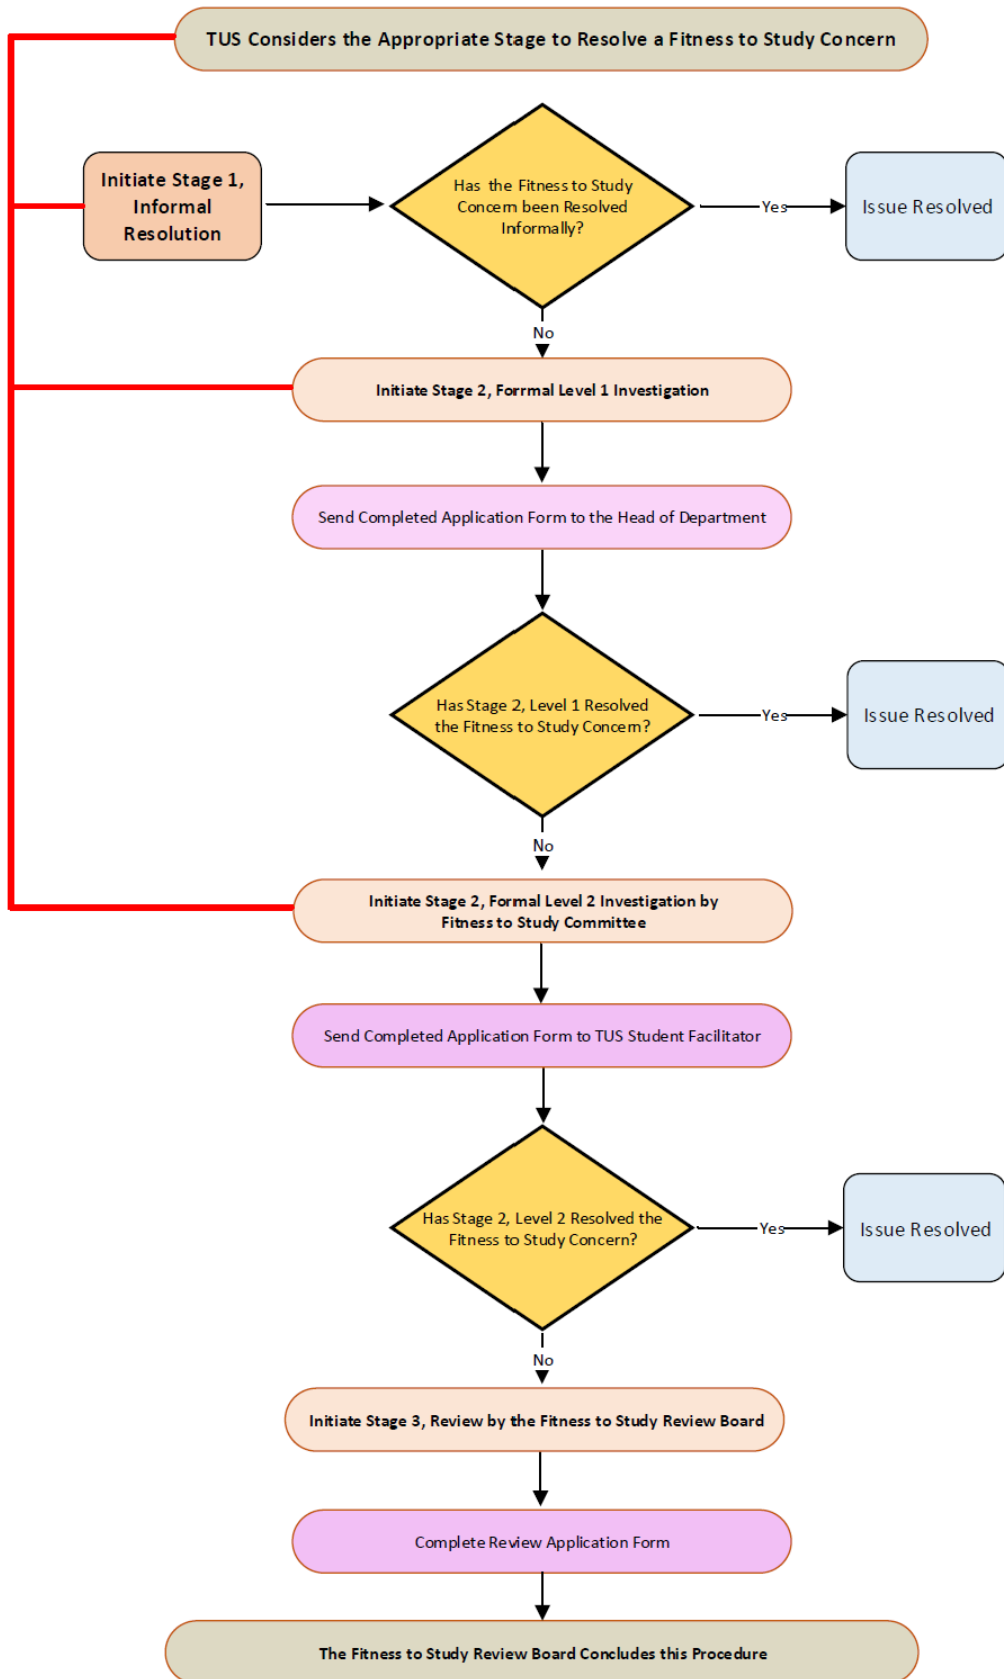 TUS Considers the Appropriate Stage to Resolve a Fitness to Study Concern
Initiate Stage 1,
Informal
Resolution
Has the Fitness to Study
Concern been Resolved
Informally?
Yes
Issue Resolved
No
Initiate Stage 2, Forrmal Level 1 Investigation
Send Completed Application Form to the Head of Department
Has Stage 2, Level 1 Resolved
the Fitness to Study Concern?
Yes
Issue Resolved
No
Initiate Stage 2, Formal Level 2 Investigation by
Fitness to Study Committee
Send Completed Application Form to TUS Student Facilitator
Has Stage 2, Level 2 Resolved the
Fitness to Study Concern?
Yes
Issue Resolved
No
Initiate Stage 3, Review by the Fitness to Study Review Board
Complete Review Application Form
The Fitness to Study Review Board Concludes this Procedure